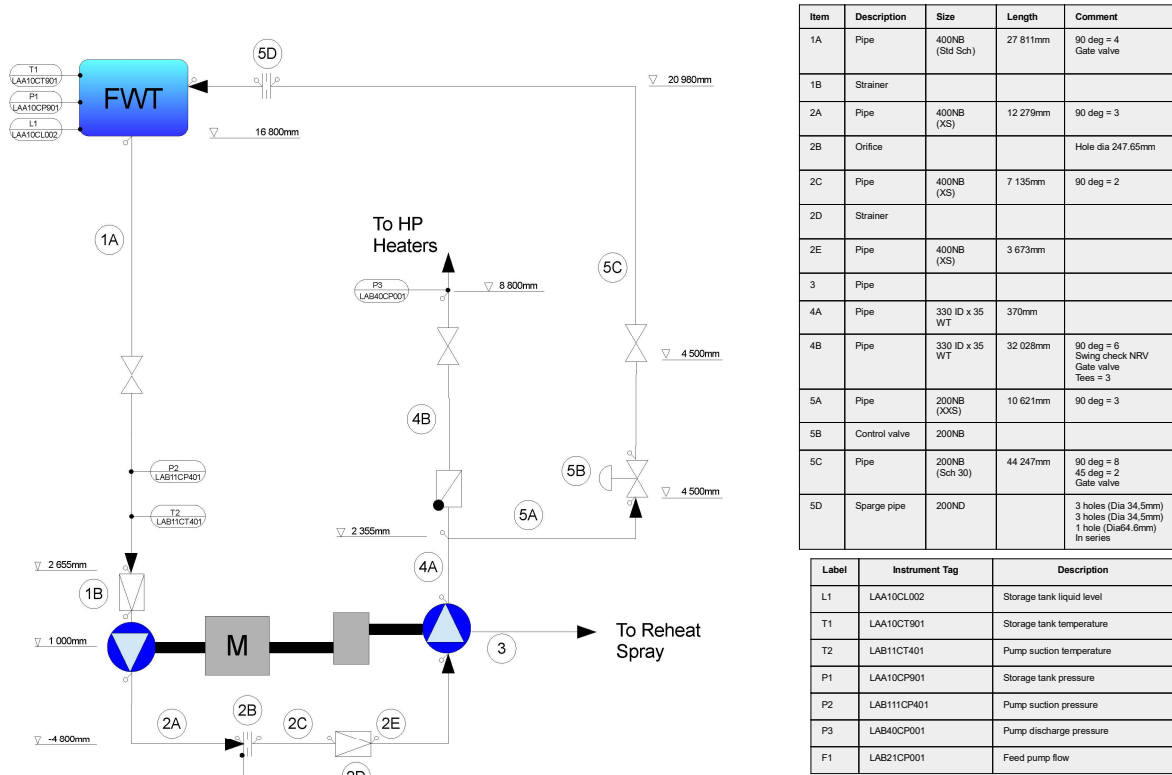 5D
T1
LAA10CT901
P1
LAA10CP901
L1
LAA10CL002
FWT
20 980mm
16 800mm
1A
To HP
Heaters
5C
P3
LAB40CP001
8 800mm
4 500mm
4B
P2
LAB11CP401
5B
4 500mm
T2
LAB11CT401
5A
2 355mm
2 655mm
4A
1B
1 000mm
M
3
To Reheat
Spray
2A
2B
2C
2E
-4 800mm
2D
Item Description Size Length Comment
1A Pipe 400NB (Std Sch) 27 811mm 90 deg = 4
Gate valve
1B Strainer
2A Pipe 400NB (XS) 12 279mm 90 deg = 3
2B Orifice Hole dia 247.65mm
2C Pipe 400NB (XS) 7 135mm 90 deg = 2
2D Strainer
2E Pipe 400NB (XS) 3 673mm
3 Pipe
4A Pipe 330 ID x 35 WT 370mm
4B Pipe 330 ID x 35 WT 32 028mm 90 deg = 6
Swing check NRV
Gate valve
Tees = 3
5A Pipe 200NB (XXS) 10 621mm 90 deg = 3
5B Control valve 200NB
5C Pipe 200NB (Sch 30) 44 247mm 90 deg = 8
45 deg = 2
Gate valve
5D Sparge pipe 200ND 3 holes (Dia 34,5mm)
3 holes (Dia 34,5mm)
1 hole (Dia64.6mm)
In series
Label Instrument Tag Description
L1 LAA10CL002 Storage tank liquid level
T1 LAA10CT901 Storage tank temperature
T2 LAB11CT401 Pump suction temperature
P1 LAA10CP901 Storage tank pressure
P2 LAB111CP401 Pump suction pressure
P3 LAB40CP001 Pump discharge pressure
F1 LAB21CP001 Feed pump flow